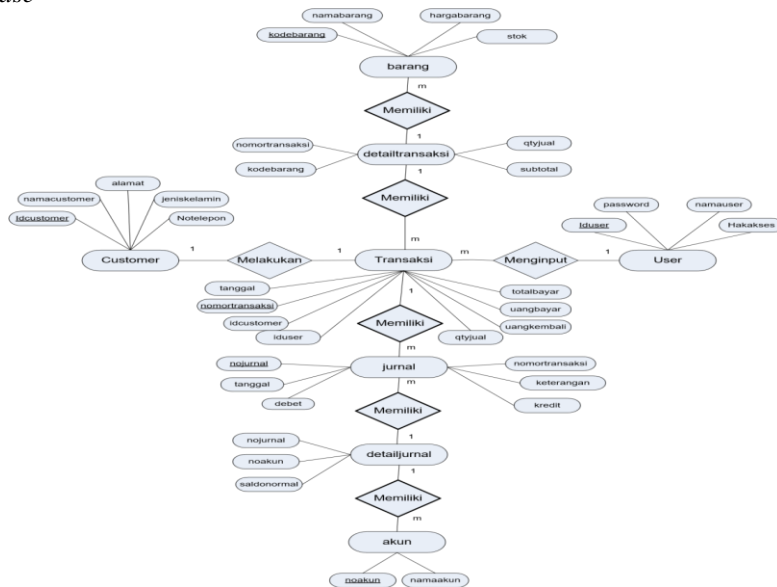 namabarang
hargabarang
kodebarang
stok
barang
m
Memiliki
1
nomortransaksi
qtyjual
detailtransaksi
kodebarang
subtotal
1
Memiliki
alamat
namacustomer
jeniskelamin
Idcustomer
Notelepon
password
namauser
Iduser
Hakakses
m
Customer
1
Melakukan
1
Transaksi
m
Menginput
1
User
tanggal
nomortransaksi
idcustomer
iduser
1
totalbayar
uangbayar
uangkembali
qtyjual
Memiliki
m
nojurnal
nomortransaksi
jurnal
tanggal
keterangan
debet
kredit
m
Memiliki
1
nojurnal
noakun
detailjurnal
saldonormal
1
Memiliki
m
akun
noakun
namaakun